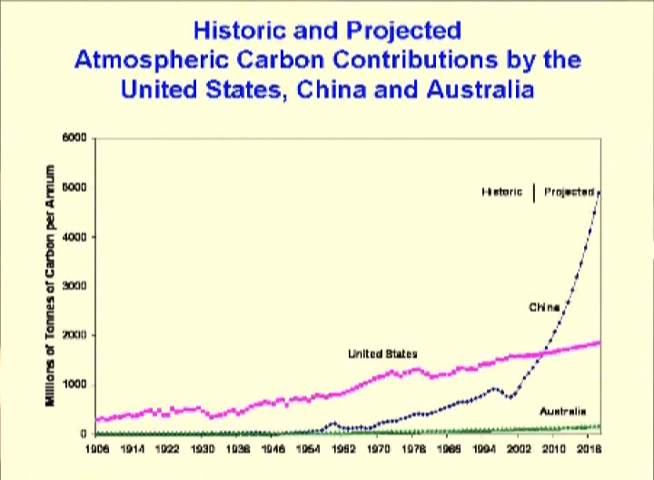 Historic and Projected
Atmospheric Carbon Contributions by the
United States, China and Australia
Millions of Tonnes of Carbon per Annum
6000
5000
4000
3000
2000
1000
0
Historic | Projected
China
United States
Australia
1906 1914 1922 1930 1938 1946 1954 1962 1970 1978 1986 1994 2002 2010 2018